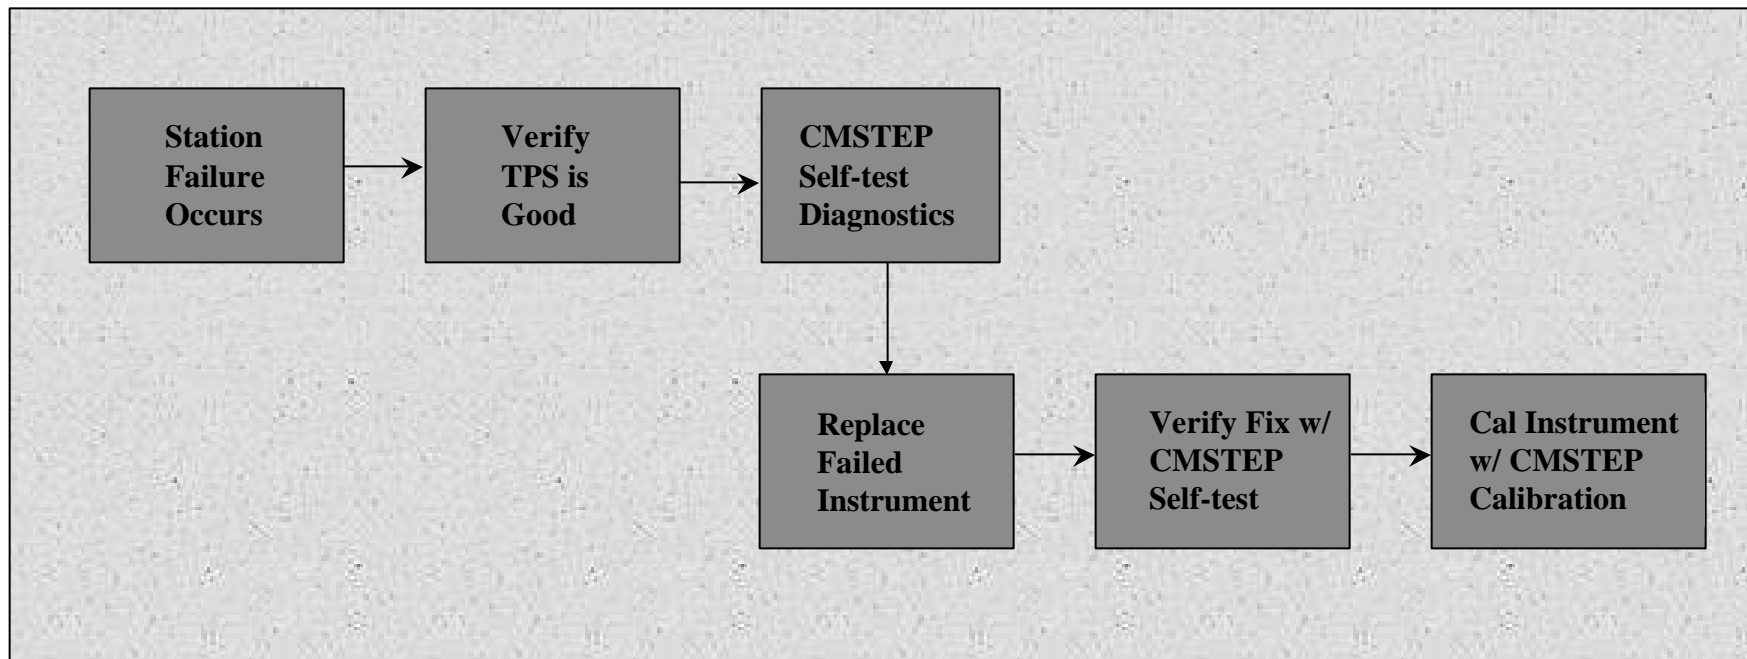 Station
Failure
Occurs
Verify
TPS is
Good
CMSTEP
Self-test
Diagnostics
Replace
Failed
Instrument
Verify Fix w/
CMSTEP
Self-test
Cal Instrument
w/ CMSTEP
Calibration